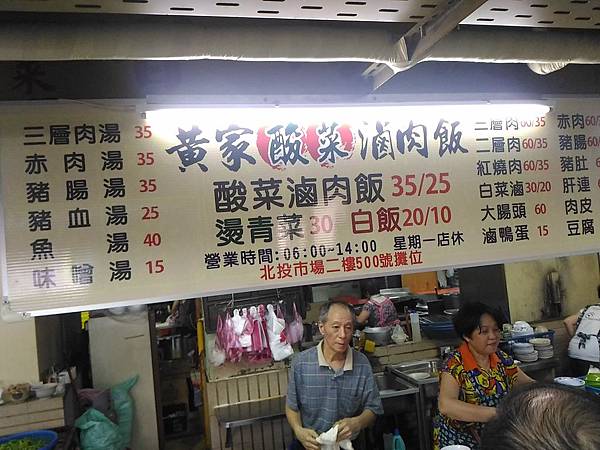 三層肉湯 35
赤肉湯 35
豬腸湯 35
豬血湯 25
魚湯 40
味噌湯 15
黃家酸菜滷肉飯
酸菜滷肉飯 35/25
燙青菜 30 白飯 20/10
營業時間:06:00~14:00 星期一店休
北投市場二樓500號攤位
三層肉 60/35
二層肉 60/35
紅燒肉 60/35
白菜滷 30/20
大腸頭 60
滷鴨蛋 15
赤肉 60
豬腸 60
豬肚
肝連
肉皮
豆腐